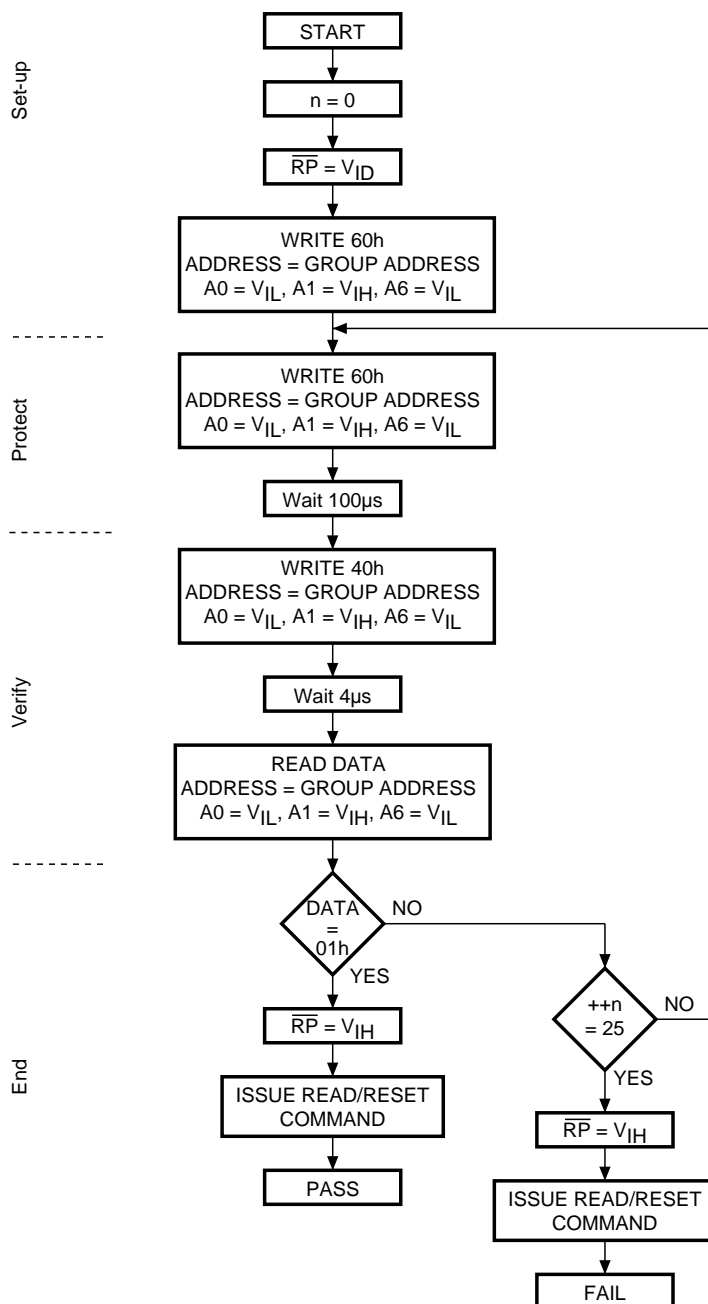 Set-up
START
n = 0
RP = VID
WRITE 60h
ADDRESS = GROUP ADDRESS
A0 = VIL, A1 = VIH, A6 = VIL
Protect
WRITE 60h
ADDRESS = GROUP ADDRESS
A0 = VIL, A1 = VIH, A6 = VIL
Wait 100µs
Verify
WRITE 40h
ADDRESS = GROUP ADDRESS
A0 = VIL, A1 = VIH, A6 = VIL
Wait 4µs
READ DATA
ADDRESS = GROUP ADDRESS
A0 = VIL, A1 = VIH, A6 = VIL
End
DATA
=
01h
NO
YES
RP = VIH
ISSUE READ/RESET
COMMAND
PASS
++n
= 25
NO
YES
RP = VIH
ISSUE READ/RESET
COMMAND
FAIL